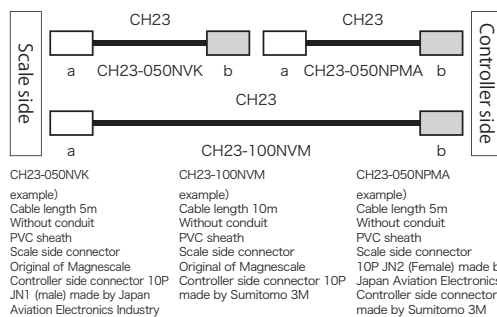 CH23
CH23
Scale side
Controller side
a
CH23-050NVK
b
a
CH23-050NPMA
b
CH23
a
CH23-100NVM
b
CH23-050NVK
example)
Cable length 5m
Without conduit
PVC sheath
Scale side connector
Original of Magnescale
Controller side connector 10P
JN1 (male) made by Japan
Aviation Electronics Industry
CH23-100NVM
example)
Cable length 10m
Without conduit
PVC sheath
Scale side connector
Original of Magnescale
Controller side connector 10P
made by Sumitomo 3M
CH23-050NPMA
example)
Cable length 5m
Without conduit
PVC sheath
Scale side connector
10P JN2 (Female) made
Japan Aviation Electronics
Controller side connector
made by Sumitomo 3M